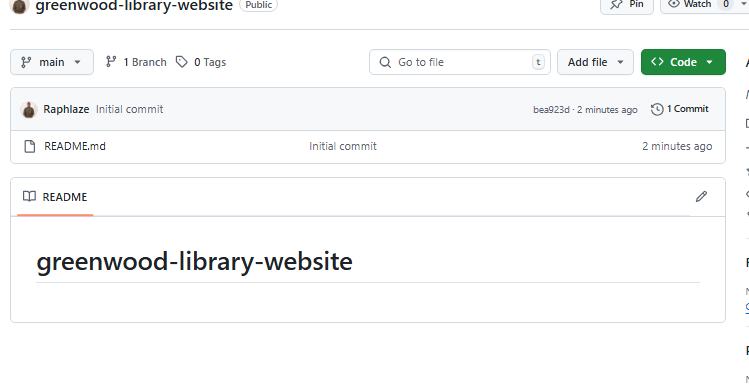 greenwood-library-website Public Pin Watch 0
main 1 Branch 0 Tags Go to file t Add file Code
Raphlaze Initial commit bea923d · 2 minutes ago 1 Commit
README.md Initial commit 2 minutes ago
README
greenwood-library-website